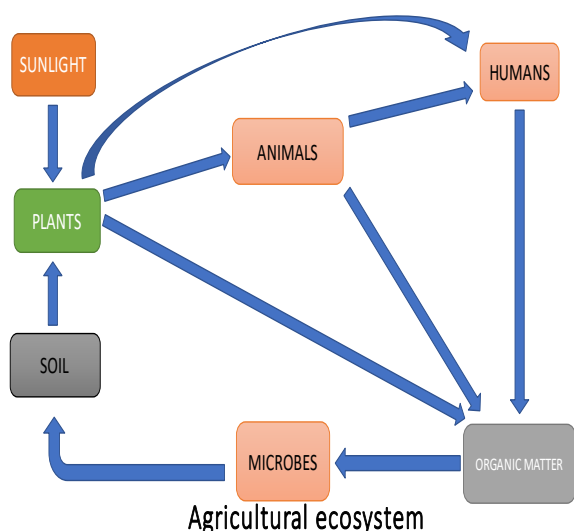 SUNLIGHT
HUMANS
ANIMALS
PLANTS
SOIL
MICROBES
ORGANIC MATTER
Agricultural ecosystem